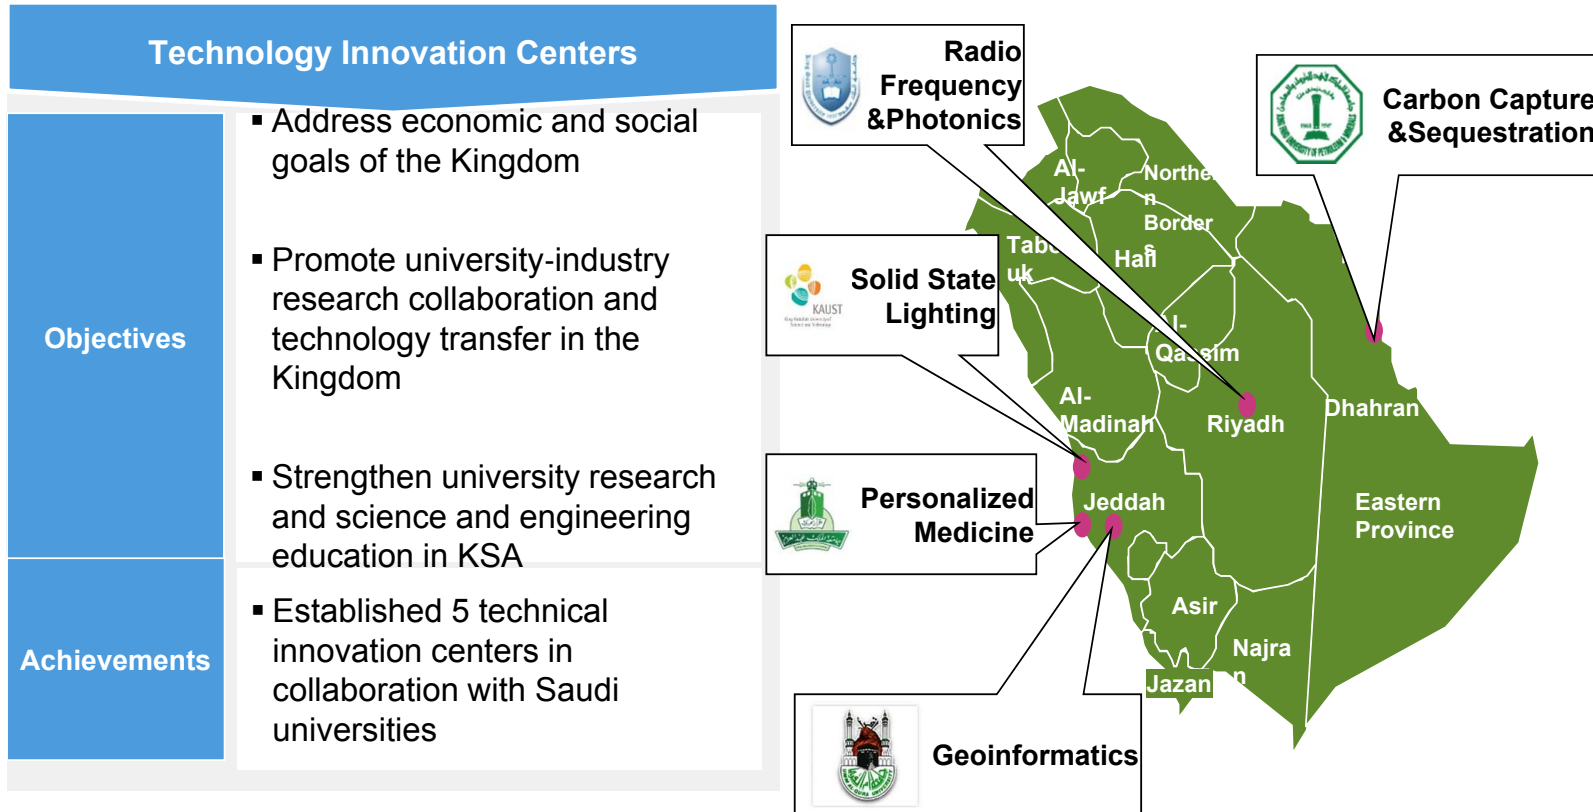 Technology Innovation Centers
Objectives
▪ Address economic and social
goals of the Kingdom
▪ Promote university-industry
research collaboration and
technology transfer in the
Kingdom
▪ Strengthen university research
and science and engineering
education in KSA
Achievements
▪ Established 5 technical
innovation centers in
collaboration with Saudi
universities
Radio
Frequency
&Photonics
Carbon Capture
&Sequestration
KAUST
Solid State
Lighting
Personalized
Medicine
Geoinformatics
Al-
Jawf
Norther
n
Border
s
Tabo
uk
Hail
Al-
Qassim
Al-
Madinah
Riyadh
Dhahran
Jeddah
Eastern
Province
Asir
Najra
n
Jazan